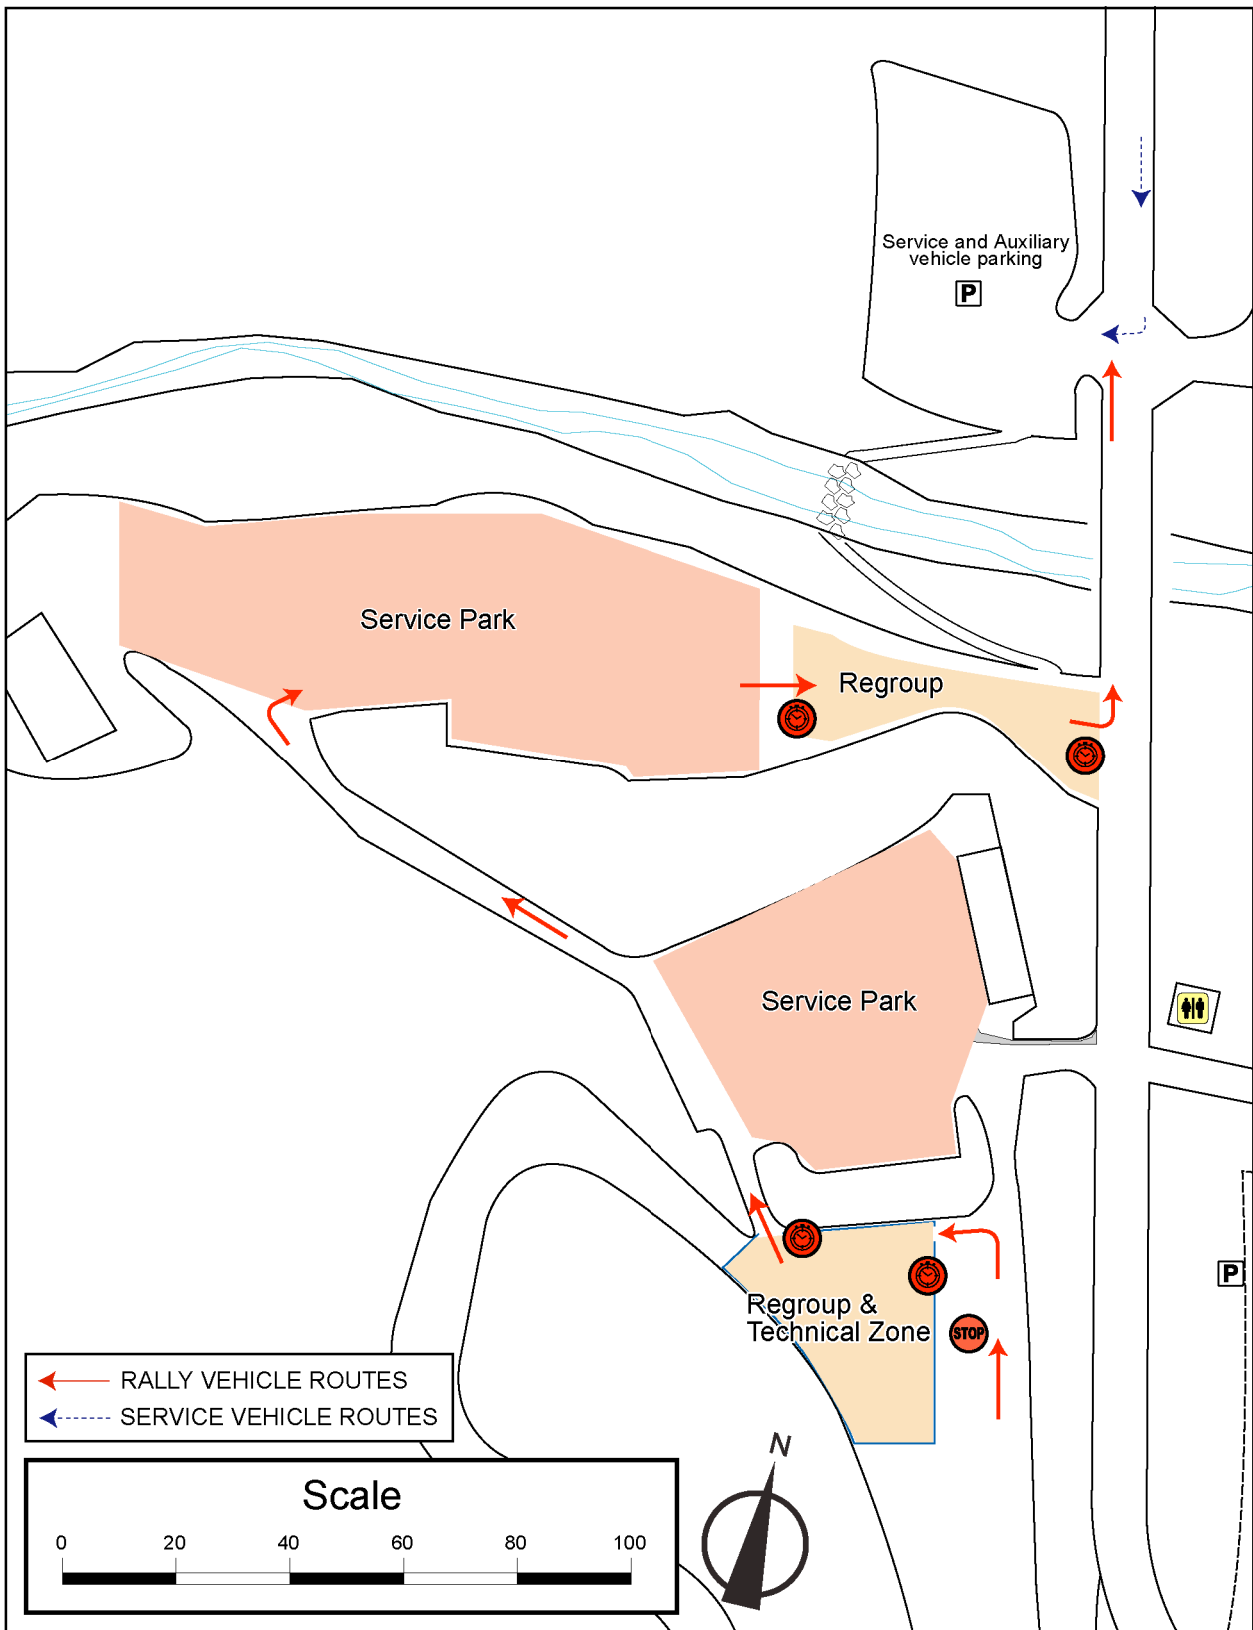 Service and Auxiliary
vehicle parking
P
Service Park
Regroup
Service Park
P
Regroup &
Technical Zone
STOP
RALLY VEHICLE ROUTES
SERVICE VEHICLE ROUTES
N
Scale
0 20 40 60 80 100